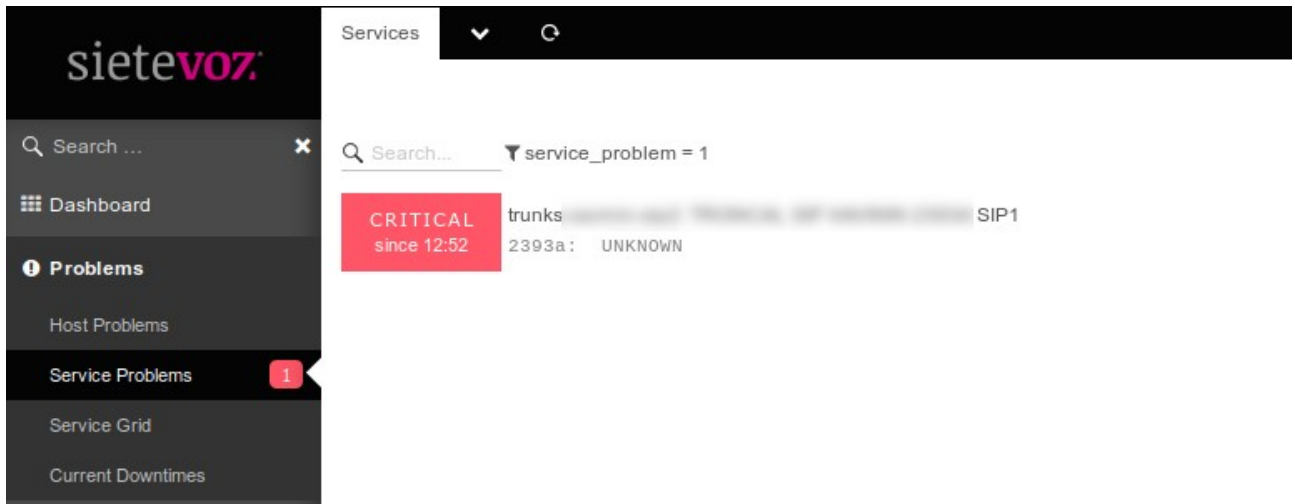 sietevoz
Services
Search ...
Search...
service_problem = 1
Dashboard
CRITICAL
since 12:52
trunks SIP1
2393a: UNKNOWN
Problems
Host Problems
Service Problems
1
Service Grid
Current Downtimes